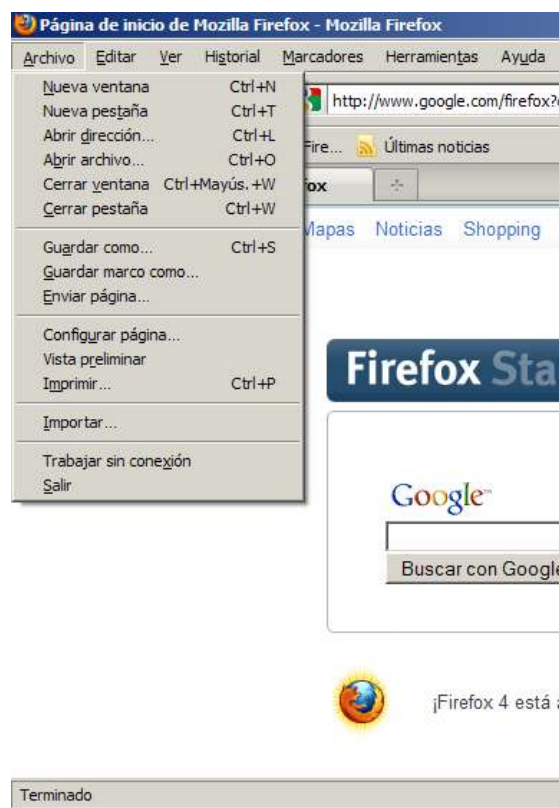 Página de inicio de Mozilla Firefox - Mozilla Firefox
Archivo Editar Ver Historial Marcadores Herramientas Ayuda
Nueva ventana Ctrl+N
Nueva pestaña Ctrl+T
Abrir dirección... Ctrl+L
Abrir archivo... Ctrl+O
Cerrar ventana Ctrl+Mayús.+W
Cerrar pestaña Ctrl+W
Guardar como... Ctrl+S
Guardar marco como...
Enviar página...
Configurar página...
Vista preliminar
Imprimir... Ctrl+P
Importar...
Trabajar sin conexión
Salir
http://www.google.com/firefox?
Fire... Últimas noticias
fox
Mapas Noticias Shopping
Firefox Sta
Google™
Buscar con Google
¡Firefox 4 está a
Terminado